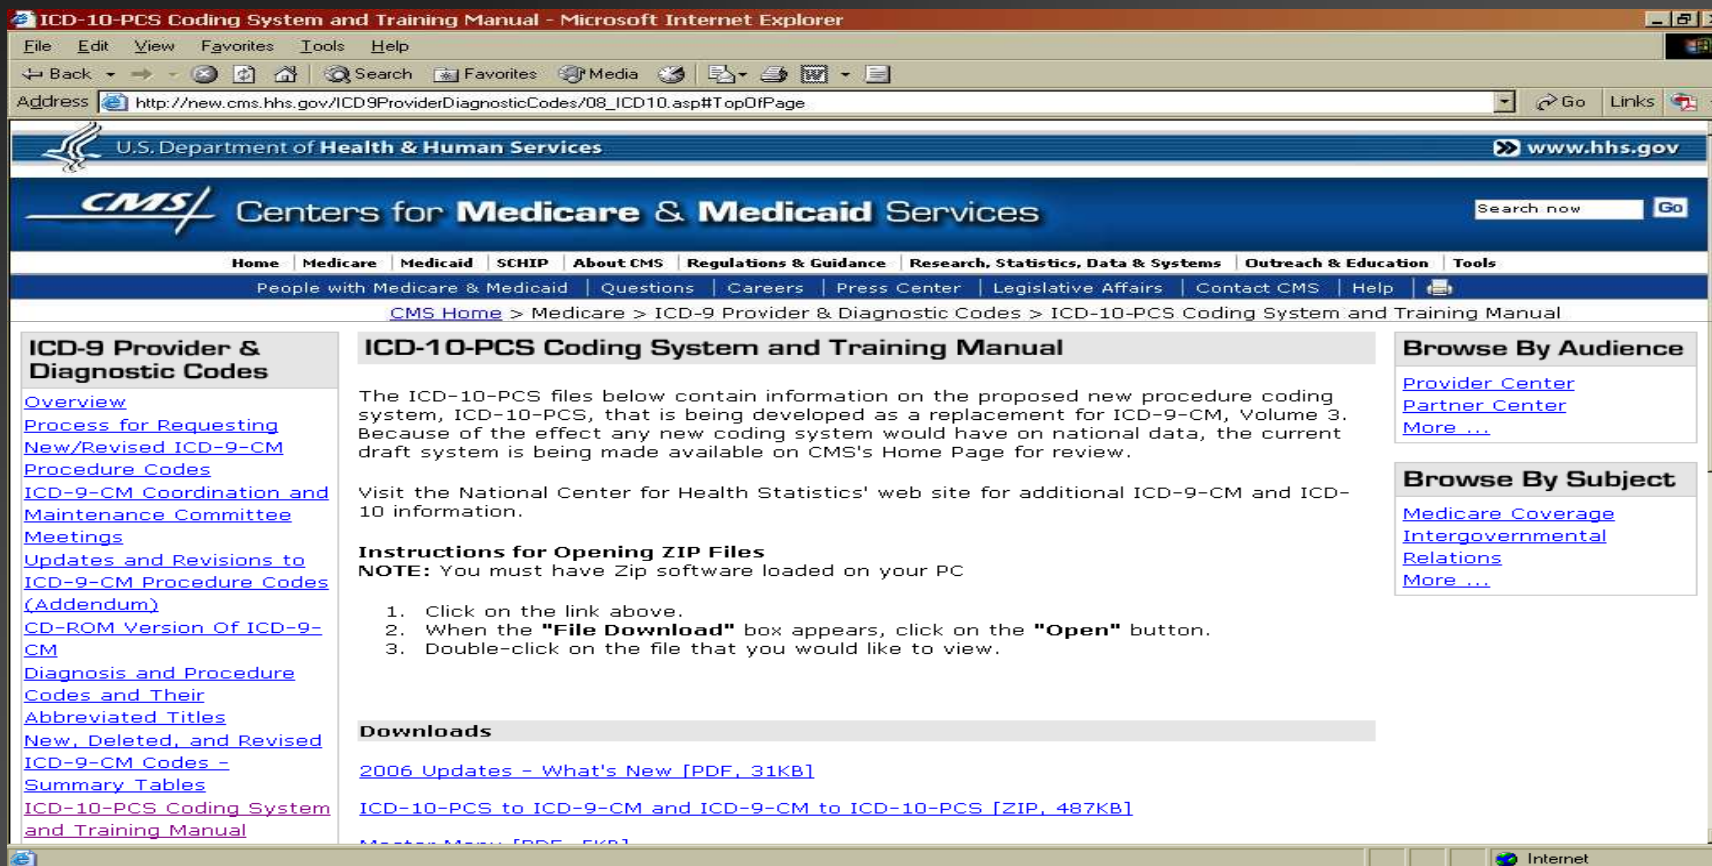 ICD-10-PCS Coding System and Training Manual - Microsoft Internet Explorer
File Edit View Favorites Tools Help
Back Search Favorites Media
Address http://new.cms.hhs.gov/ICD9ProviderDiagnosticCodes/08_ICD10.asp#TopOfPage Go Links
U.S. Department of Health & Human Services www.hhs.gov
CMS/ Centers for Medicare & Medicaid Services Search now Go
Home | Medicare | Medicaid | SCHIP | About CMS | Regulations & Guidance | Research, Statistics, Data & Systems | Outreach & Education | Tools
People with Medicare & Medicaid | Questions | Careers | Press Center | Legislative Affairs | Contact CMS | Help |
CMS Home > Medicare > ICD-9 Provider & Diagnostic Codes > ICD-10-PCS Coding System and Training Manual
ICD-9 Provider &
Diagnostic Codes
Overview
Process for Requesting
New/Revised ICD-9-CM
Procedure Codes
ICD-9-CM Coordination and
Maintenance Committee
Meetings
Updates and Revisions to
ICD-9-CM Procedure Codes
(Addendum)
CD-ROM Version Of ICD-9-
CM
Diagnosis and Procedure
Codes and Their
Abbreviated Titles
New, Deleted, and Revised
ICD-9-CM Codes -
Summary Tables
ICD-10-PCS Coding System
and Training Manual
ICD-10-PCS Coding System and Training Manual
The ICD-10-PCS files below contain information on the proposed new procedure coding
system, ICD-10-PCS, that is being developed as a replacement for ICD-9-CM, Volume 3.
Because of the effect any new coding system would have on national data, the current
draft system is being made available on CMS's Home Page for review.
Visit the National Center for Health Statistics' web site for additional ICD-9-CM and ICD-
10 information.
Instructions for Opening ZIP Files
NOTE: You must have Zip software loaded on your PC
1. Click on the link above.
2. When the "File Download" box appears, click on the "Open" button.
3. Double-click on the file that you would like to view.
Downloads
2006 Updates - What's New [PDF, 31KB]
ICD-10-PCS to ICD-9-CM and ICD-9-CM to ICD-10-PCS [ZIP, 487KB]
Browse By Audience
Provider Center
Partner Center
More ...
Browse By Subject
Medicare Coverage
Intergovernmental
Relations
More ...
Internet